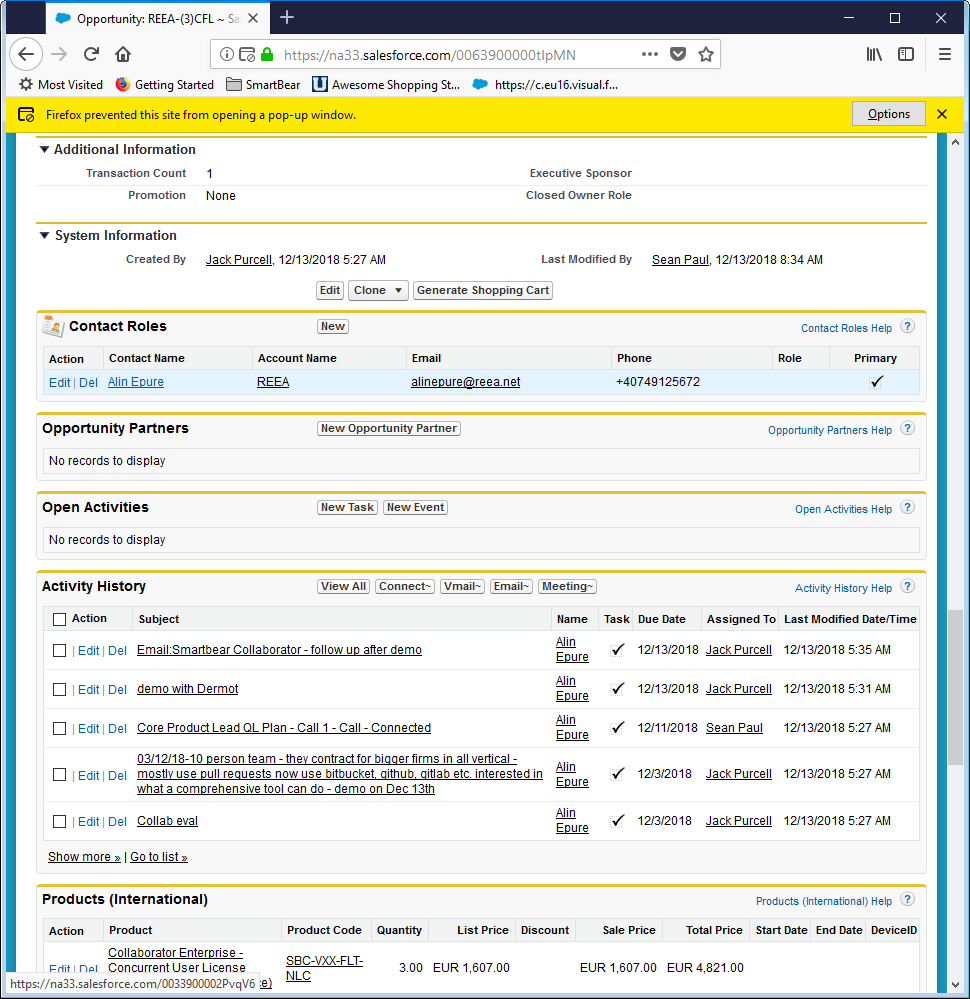 Opportunity: REEA-(3)CFL ~ Sa
https://na33.salesforce.com/0063900000tIpMN
Most Visited Getting Started SmartBear Awesome Shopping St... https://c.eu16.visual.f...
Firefox prevented this site from opening a pop-up window. Options
Additional Information
Transaction Count 1 Executive Sponsor
Promotion None Closed Owner Role
System Information
Created By Jack Purcell, 12/13/2018 5:27 AM Last Modified By Sean Paul, 12/13/2018 8:34 AM
Edit Clone Generate Shopping Cart
Contact Roles New Contact Roles Help ?
Action Contact Name Account Name Email Phone Role Primary
Edit | Del Alin Epure REEA alinepure@reea.net +40749125672
Opportunity Partners New Opportunity Partner Opportunity Partners Help ?
No records to display
Open Activities New Task New Event Open Activities Help ?
No records to display
Activity History View All Connect~ Vmail~ Email~ Meeting~ Activity History Help ?
Action Subject Name Task Due Date Assigned To Last Modified Date/Time
| Edit | Del Email:Smartbear Collaborator - follow up after demo Alin Epure 12/13/2018 Jack Purcell 12/13/2018 5:35 AM
| Edit | Del demo with Dermot Alin Epure 12/13/2018 Jack Purcell 12/13/2018 5:31 AM
| Edit | Del Core Product Lead QL Plan - Call 1 - Call - Connected Alin Epure 12/11/2018 Sean Paul 12/13/2018 5:27 AM
03/12/18-10 person team - they contract for bigger firms in all vertical -
| Edit | Del mostly use pull requests now use bitbucket, github, gitlab etc. interested in Alin Epure 12/3/2018 Jack Purcell 12/13/2018 5:27 AM
what a comprehensive tool can do - demo on Dec 13th
| Edit | Del Collab eval Alin Epure 12/3/2018 Jack Purcell 12/13/2018 5:27 AM
Show more » | Go to list »
Products (International) Products (International) Help ?
Action Product Product Code Quantity List Price Discount Sale Price Total Price Start Date End Date DeviceID
Collaborator Enterprise -
Edit | Del Concurrent User License SBC-VXX-FLT-NLC 3.00 EUR 1,607.00 EUR 1,607.00 EUR 4,821.00
https://na33.salesforce.com/0033900002PvqV6 e)